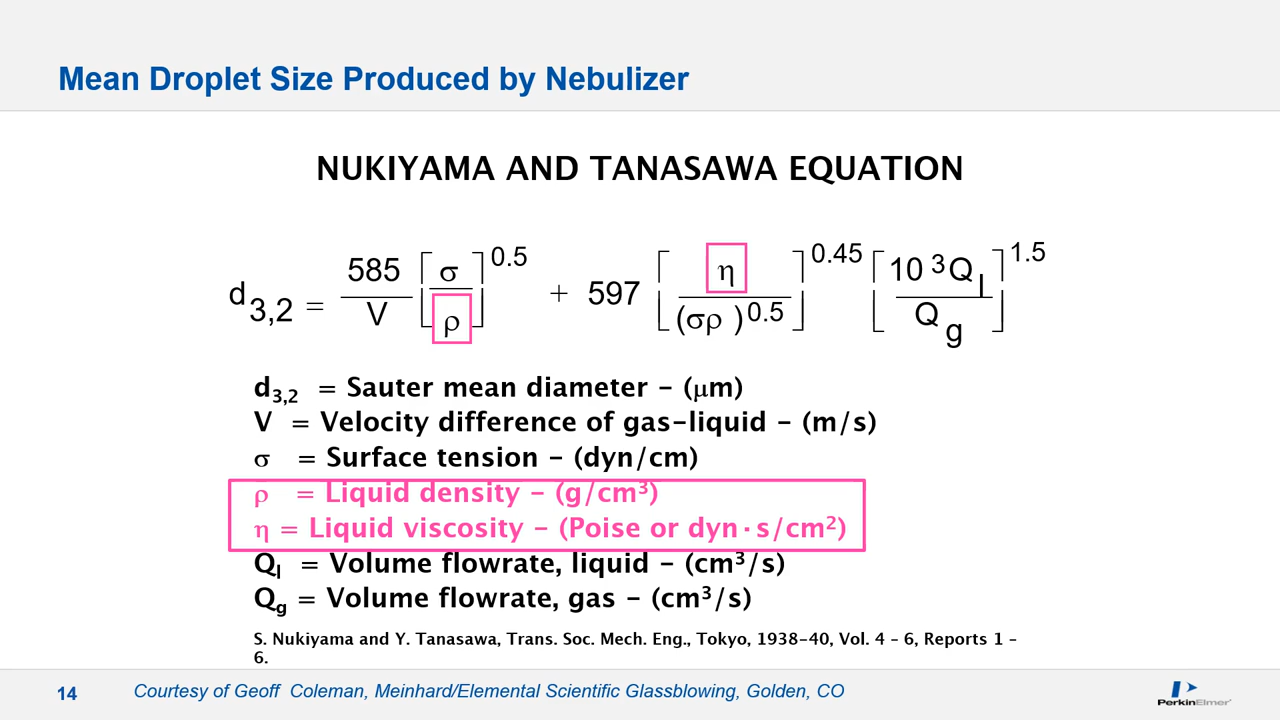 Mean Droplet Size Produced by Nebulizer
NUKIYAMA AND TANASAWA EQUATION
d3,2 = 585/V [σ/ρ]^0.5 + 597 [η/(σρ)^0.5]^0.45 [10^3 Ql/Qg]^1.5
d3,2 = Sauter mean diameter – (μm)
V = Velocity difference of gas-liquid – (m/s)
σ = Surface tension – (dyn/cm)
ρ = Liquid density – (g/cm³)
η = Liquid viscosity – (Poise or dyn·s/cm²)
Ql = Volume flowrate, liquid – (cm³/s)
Qg = Volume flowrate, gas – (cm³/s)
S. Nukiyama and Y. Tanasawa, Trans. Soc. Mech. Eng., Tokyo, 1938-40, Vol. 4 – 6, Reports 1 –
6.
14
Courtesy of Geoff Coleman, Meinhard/Elemental Scientific Glassblowing, Golden, CO
PerkinElmer